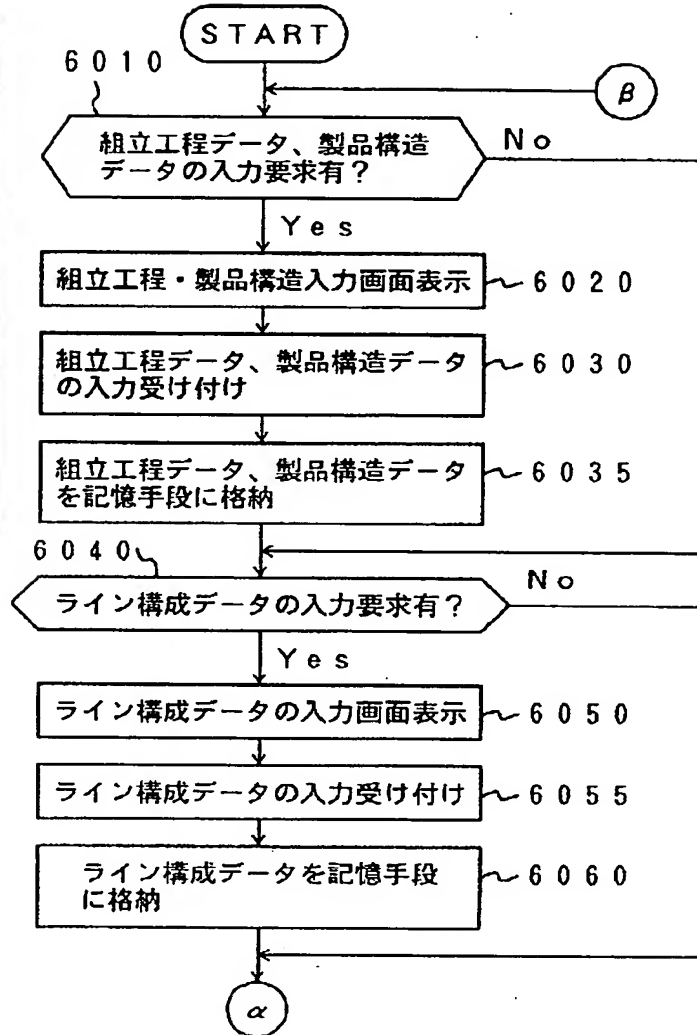 START
6010
β
組立工程データ、製品構造
データの入力要求有?
No
Yes
組立工程・製品構造入力画面表示
6020
組立工程データ、製品構造データ
の入力受け付け
6030
組立工程データ、製品構造データ
を記憶手段に格納
6035
6040
ライン構成データの入力要求有?
No
Yes
ライン構成データの入力画面表示
6050
ライン構成データの入力受け付け
6055
ライン構成データを記憶手段
に格納
6060
α